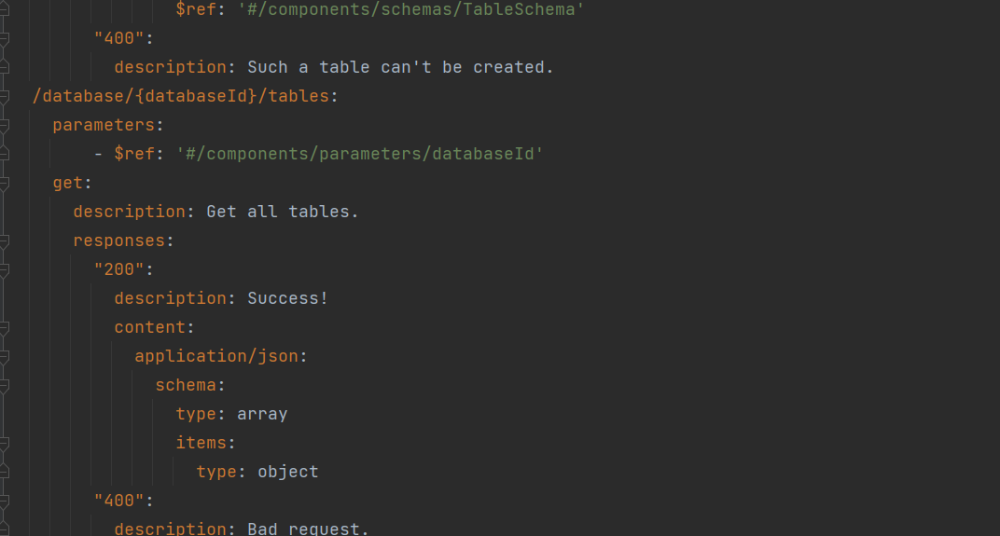 $ref: '#/components/schemas/TableSchema'
"400":
description: Such a table can't be created.
/database/{databaseId}/tables:
parameters:
- $ref: '#/components/parameters/databaseId'
get:
description: Get all tables.
responses:
"200":
description: Success!
content:
application/json:
schema:
type: array
items:
type: object
"400":
description: Bad request.